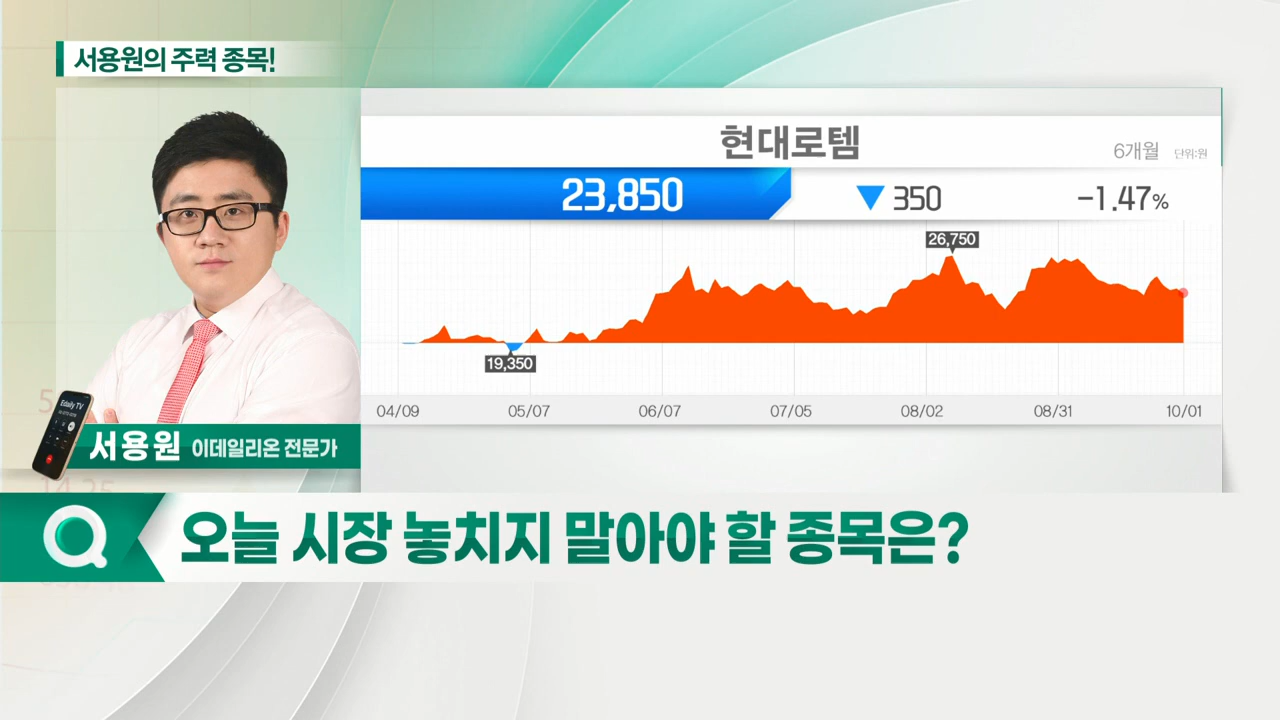 서용원의 주력 종목!
현대로템
6개월 단위:원
23,850 ▼ 350 -1.47%
26,750
19,350
04/09 05/07 06/07 07/05 08/02 08/31 10/01
Edaily TV
서용원 이데일리온 전문가
오늘 시장 놓치지 말아야 할 종목은?